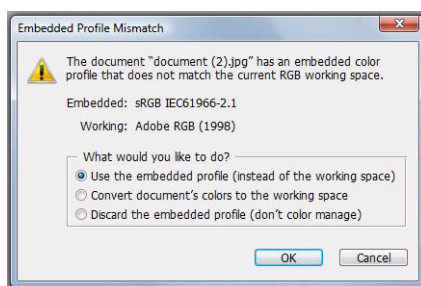 Embedded Profile Mismatch
The document "document (2).jpg" has an embedded color
profile that does not match the current RGB working space.
Embedded: sRGB IEC61966-2.1
Working: Adobe RGB (1998)
What would you like to do?
Use the embedded profile (instead of the working space)
Convert document's colors to the working space
Discard the embedded profile (don't color manage)
OK Cancel